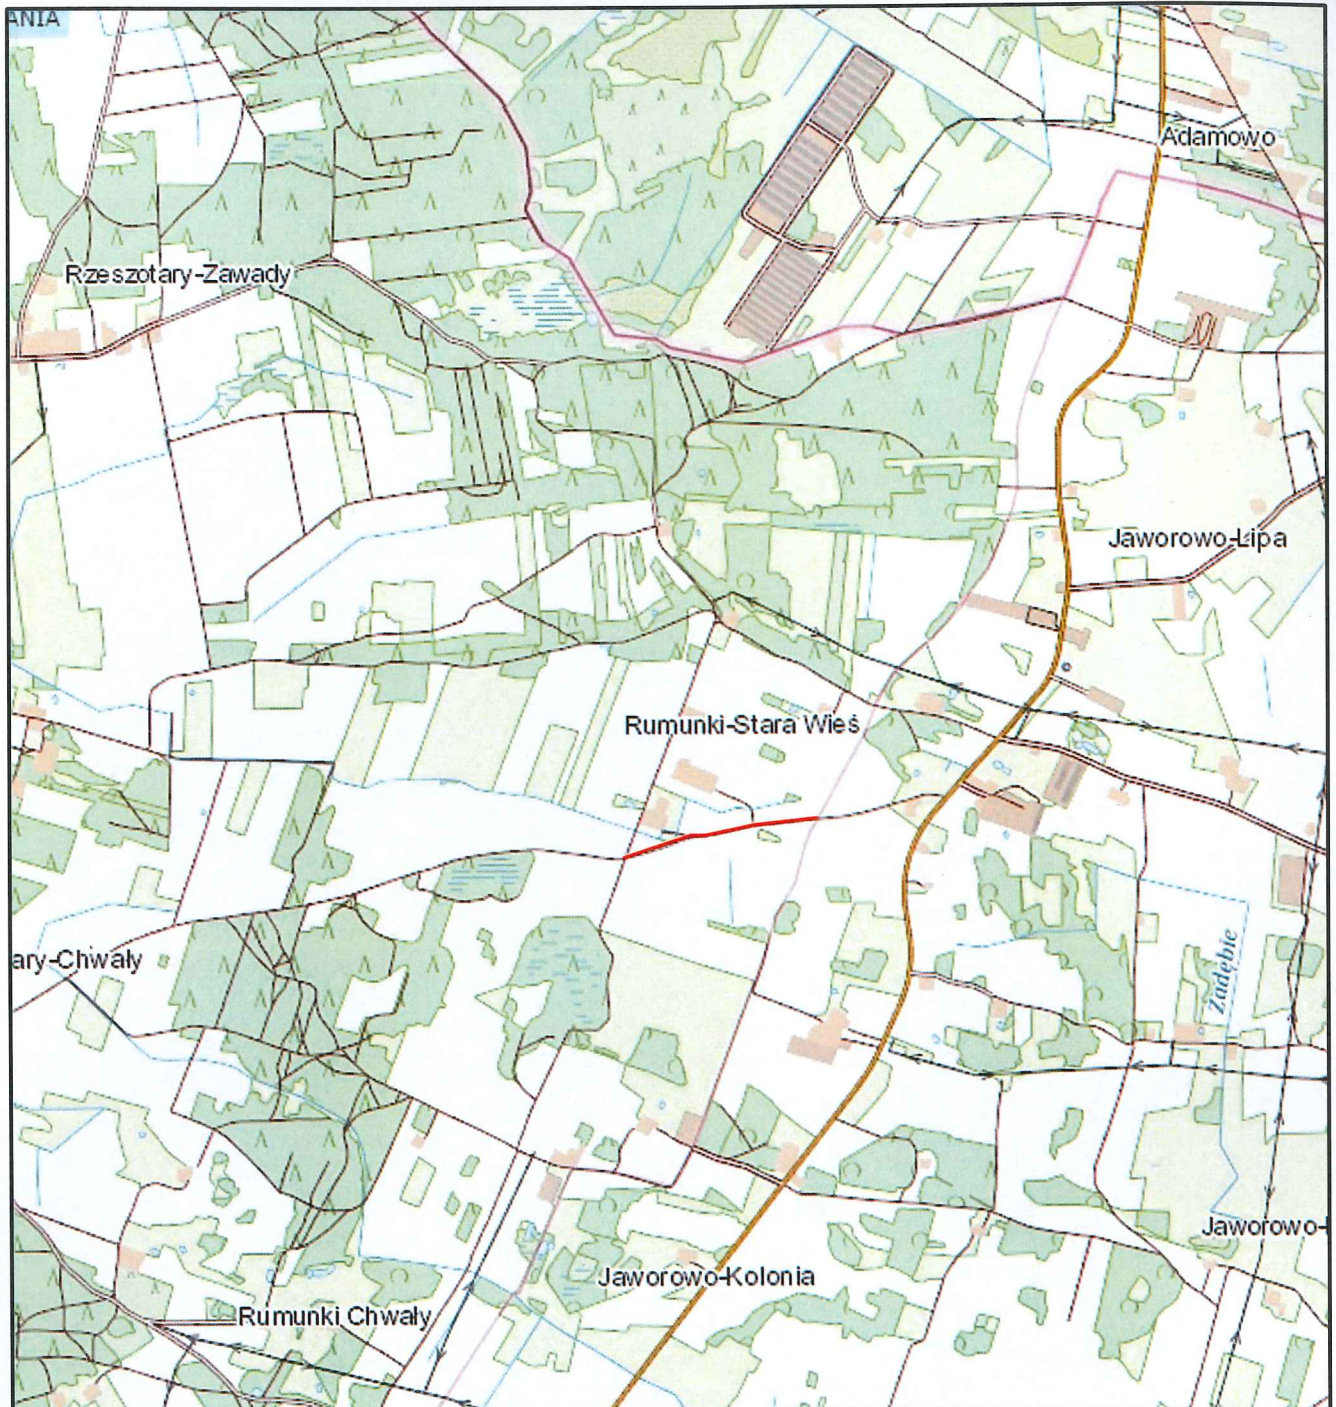 ANIA
Adamowo
Rzeszotary-Zawady
Jaworowo-Lipa
Rumunki-Stara Wieś
ary-Chwały
Zadębie
Jaworowo-
Jaworowo-Kolonia
Rumunki Chwały